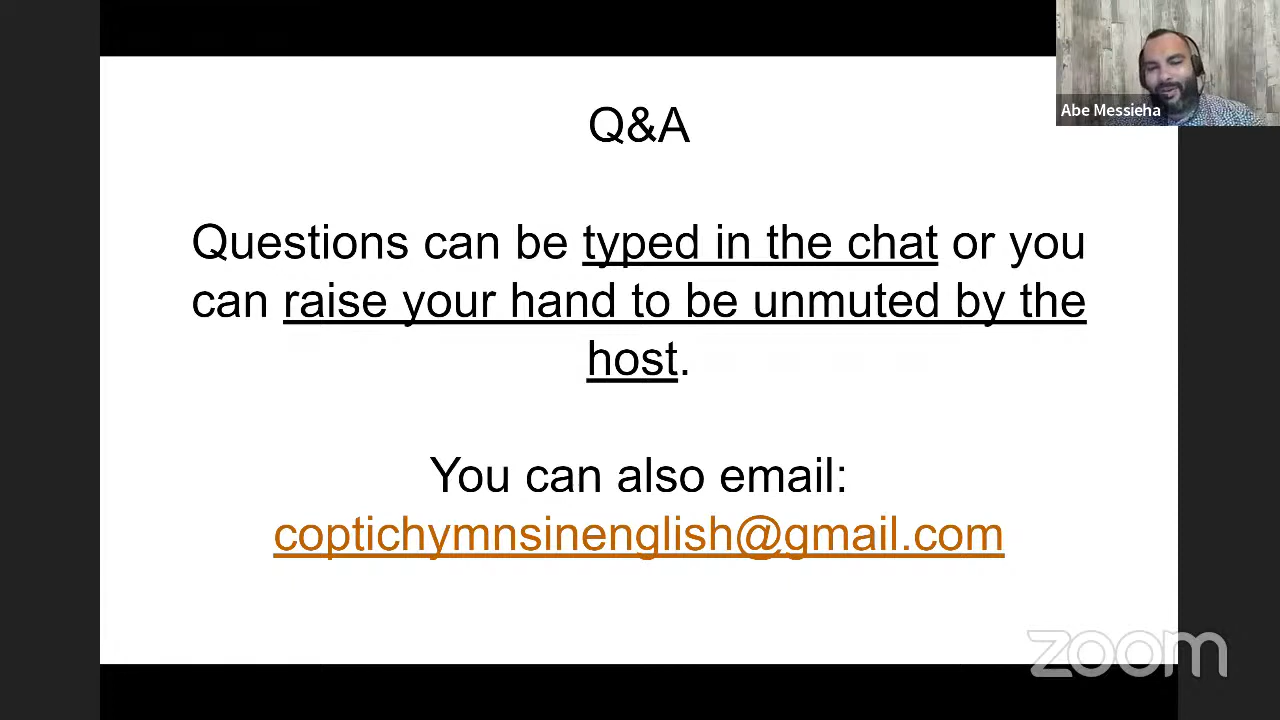 Abe Messieha
Q&A
Questions can be typed in the chat or you
can raise your hand to be unmuted by the
host.
You can also email:
coptichymnsinenglish@gmail.com
zoom